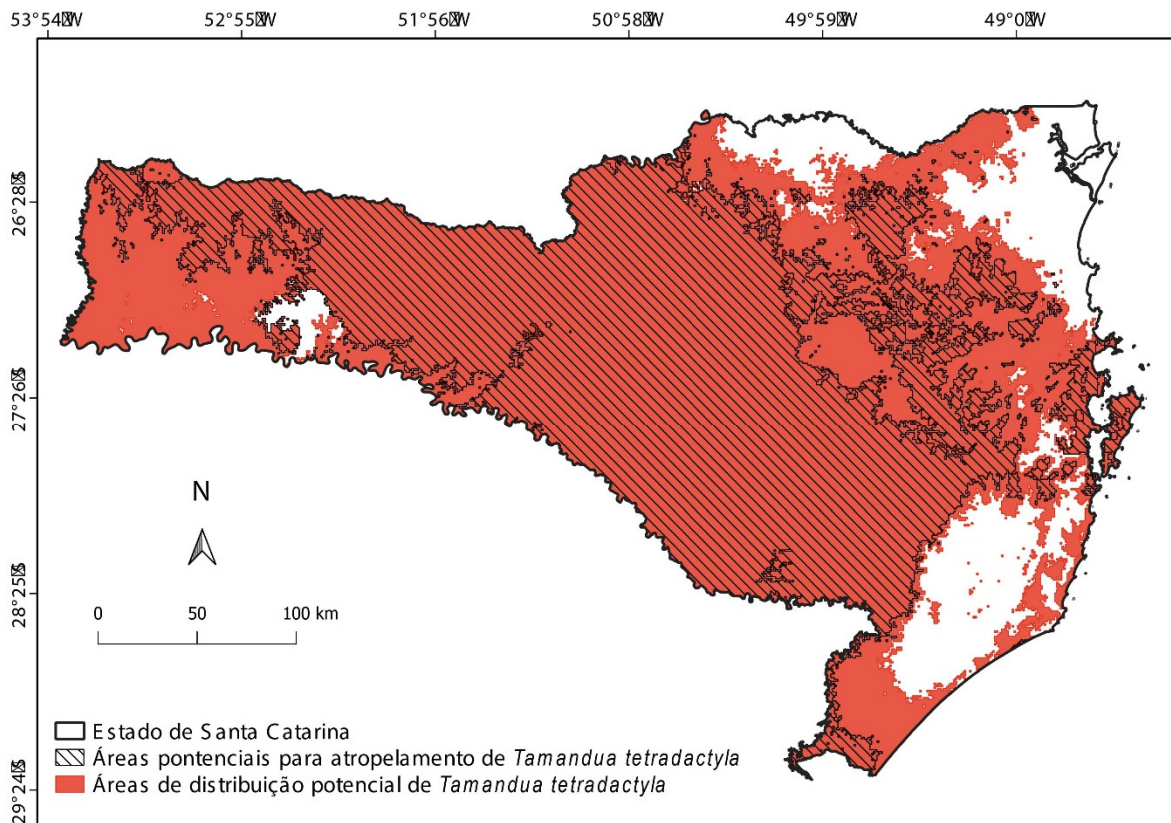 53°54�W 52°55�W 51°56�W 50°58�W 49°59�W 49°0�W
6°28�S
27°26�S
28°25�S
29°24�S
N
0 50 100 km
Estado de Santa Catarina
Áreas pontenciais para atropelamento de Tamandua tetradactyla
Áreas de distribuição potencial de Tamandua tetradactyla